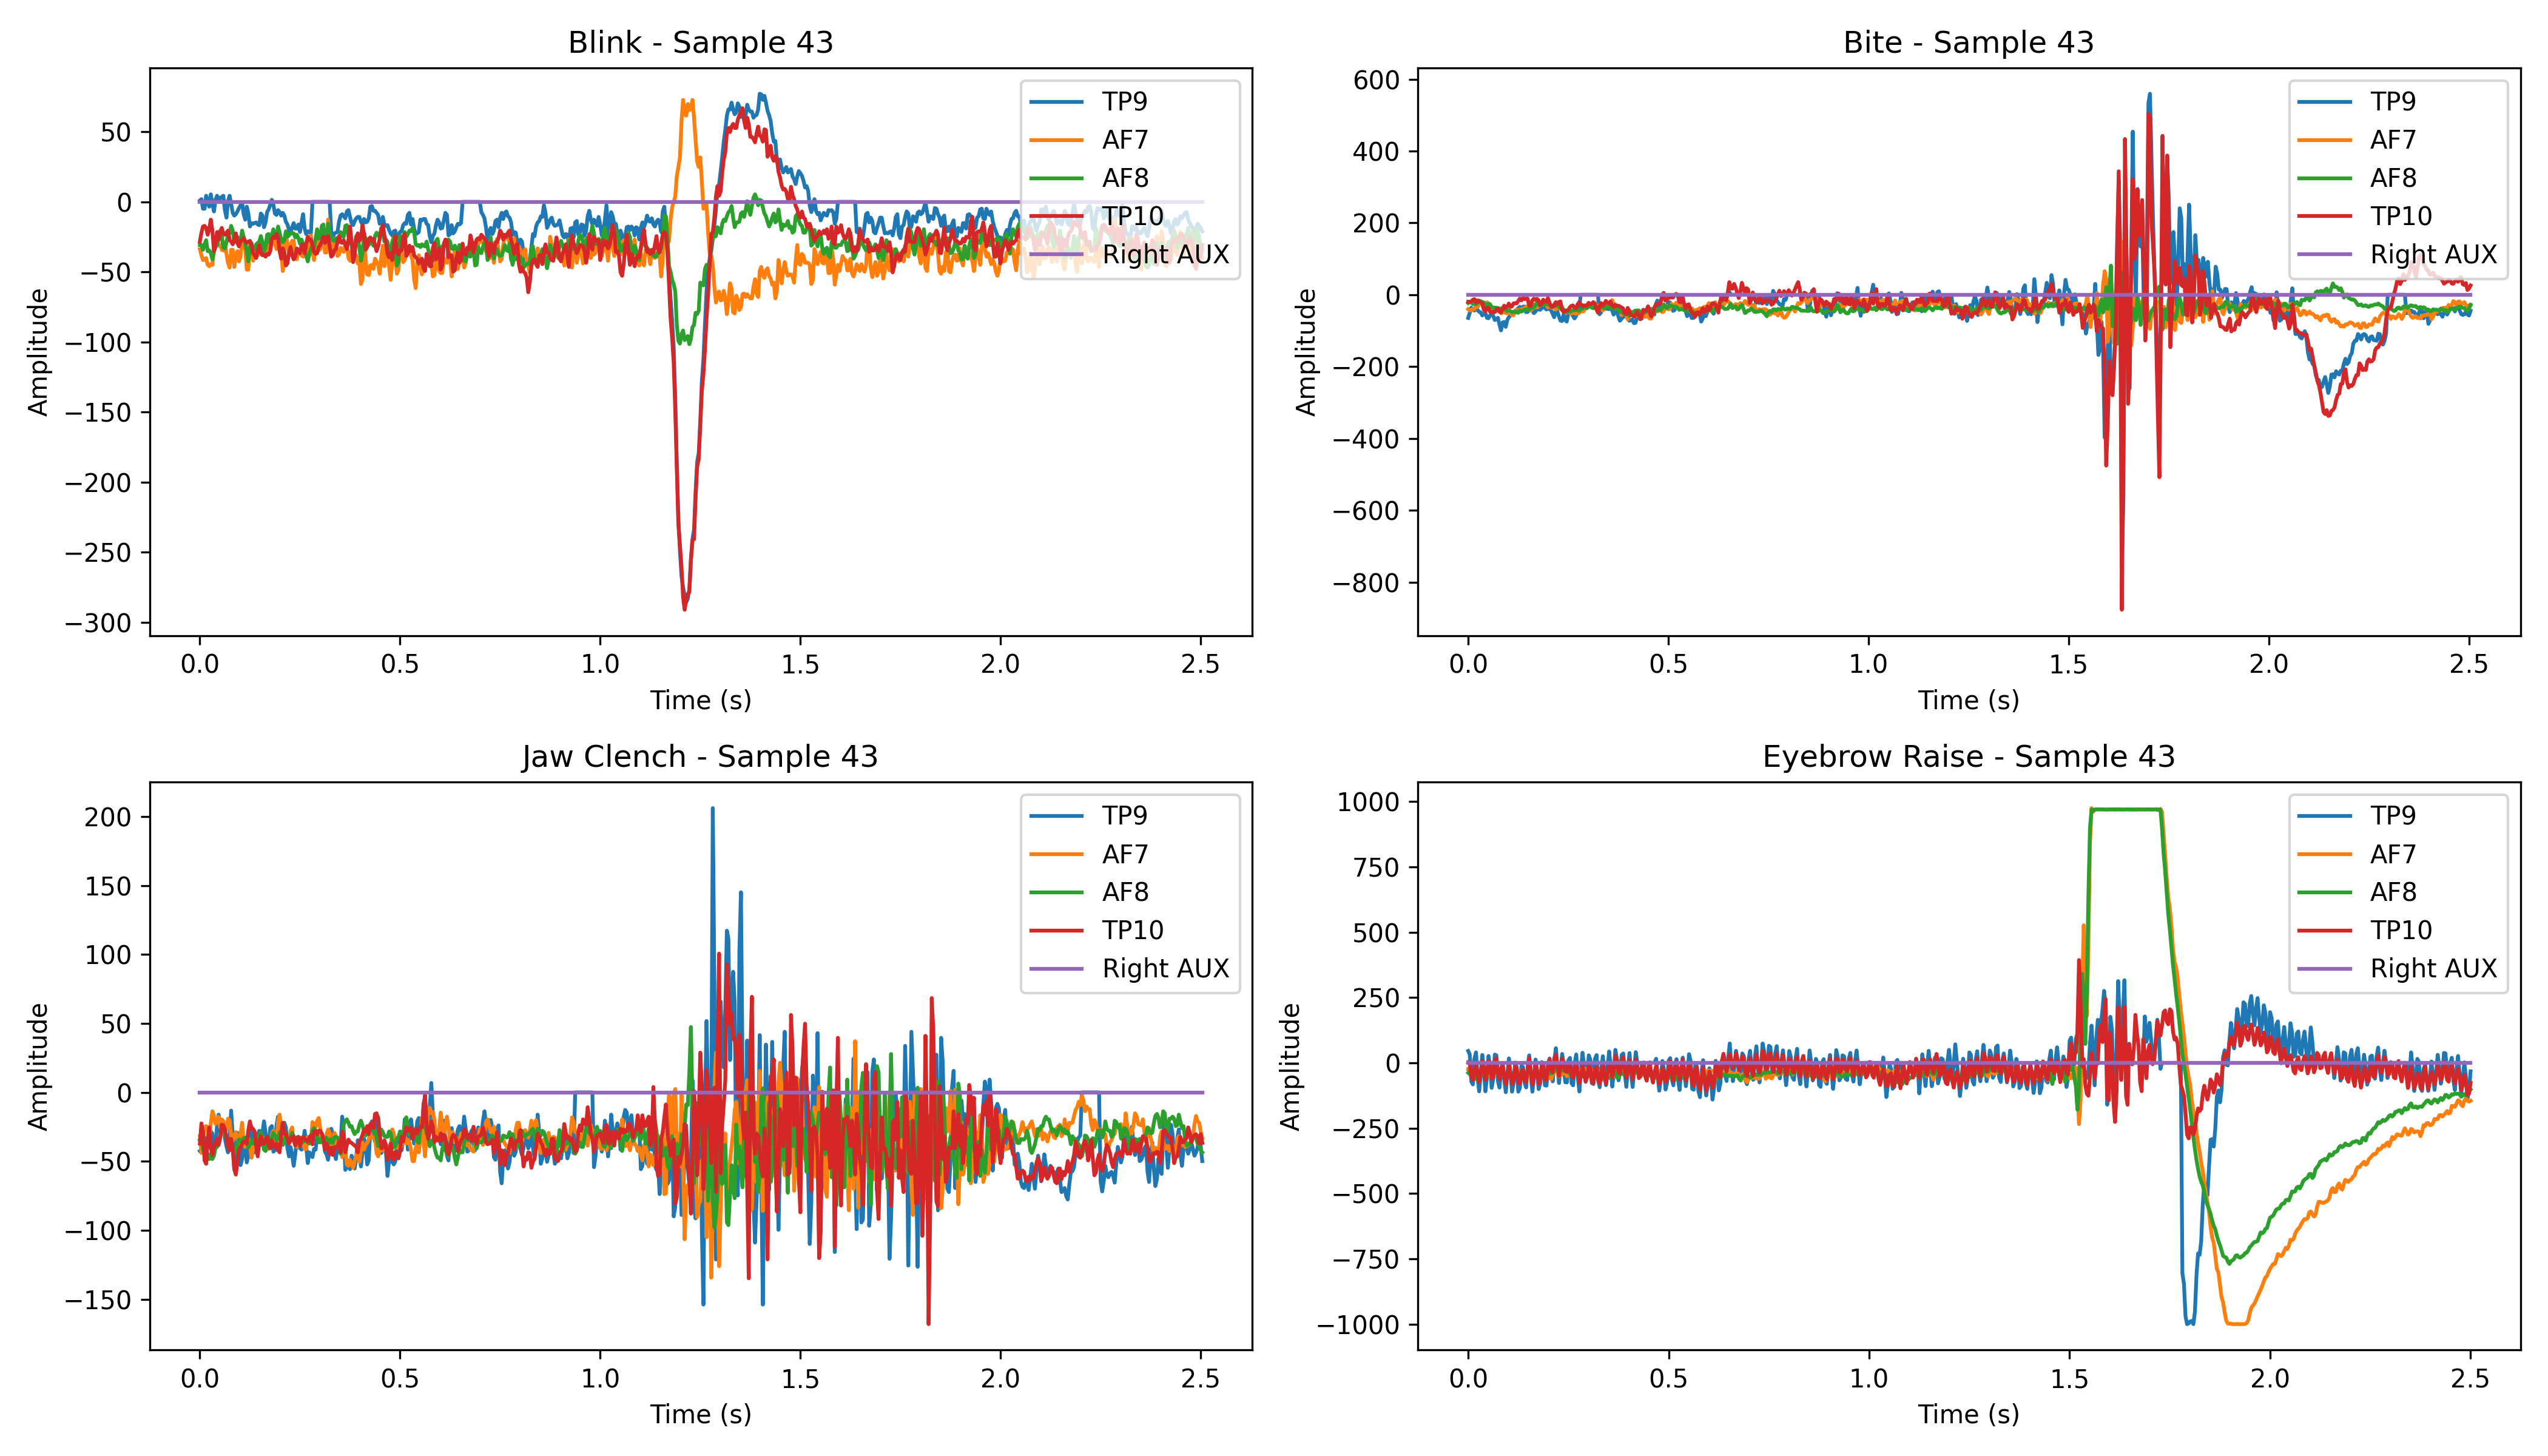 Blink - Sample 43
Amplitude
50
0
−50
−100
−150
−200
−250
−300
0.0 0.5 1.0 1.5 2.0 2.5
Time (s)
TP9
AF7
AF8
TP10
Right AUX
Bite - Sample 43
Amplitude
600
400
200
0
−200
−400
−600
−800
0.0 0.5 1.0 1.5 2.0 2.5
Time (s)
TP9
AF7
AF8
TP10
Right AUX
Jaw Clench - Sample 43
Amplitude
200
150
100
50
0
−50
−100
−150
0.0 0.5 1.0 1.5 2.0 2.5
Time (s)
TP9
AF7
AF8
TP10
Right AUX
Eyebrow Raise - Sample 43
Amplitude
1000
750
500
250
0
−250
−500
−750
−1000
0.0 0.5 1.0 1.5 2.0 2.5
Time (s)
TP9
AF7
AF8
TP10
Right AUX